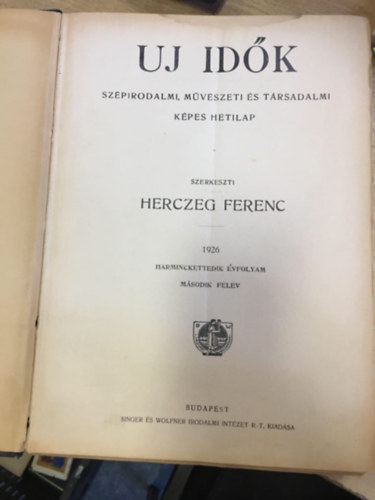 UJ IDŐK
SZÉPIRODALMI, MŰVÉSZETI ÉS TÁRSADALMI
KÉPES HETILAP
SZERKESZTI
HERCZEG FERENC
1926
HARMINCKETTEDIK ÉVFOLYAM
MÁSODIK FELÉV
BUDAPEST
SINGER ÉS WOLFNER IRODALMI INTÉZET R.-T. KIADÁSA